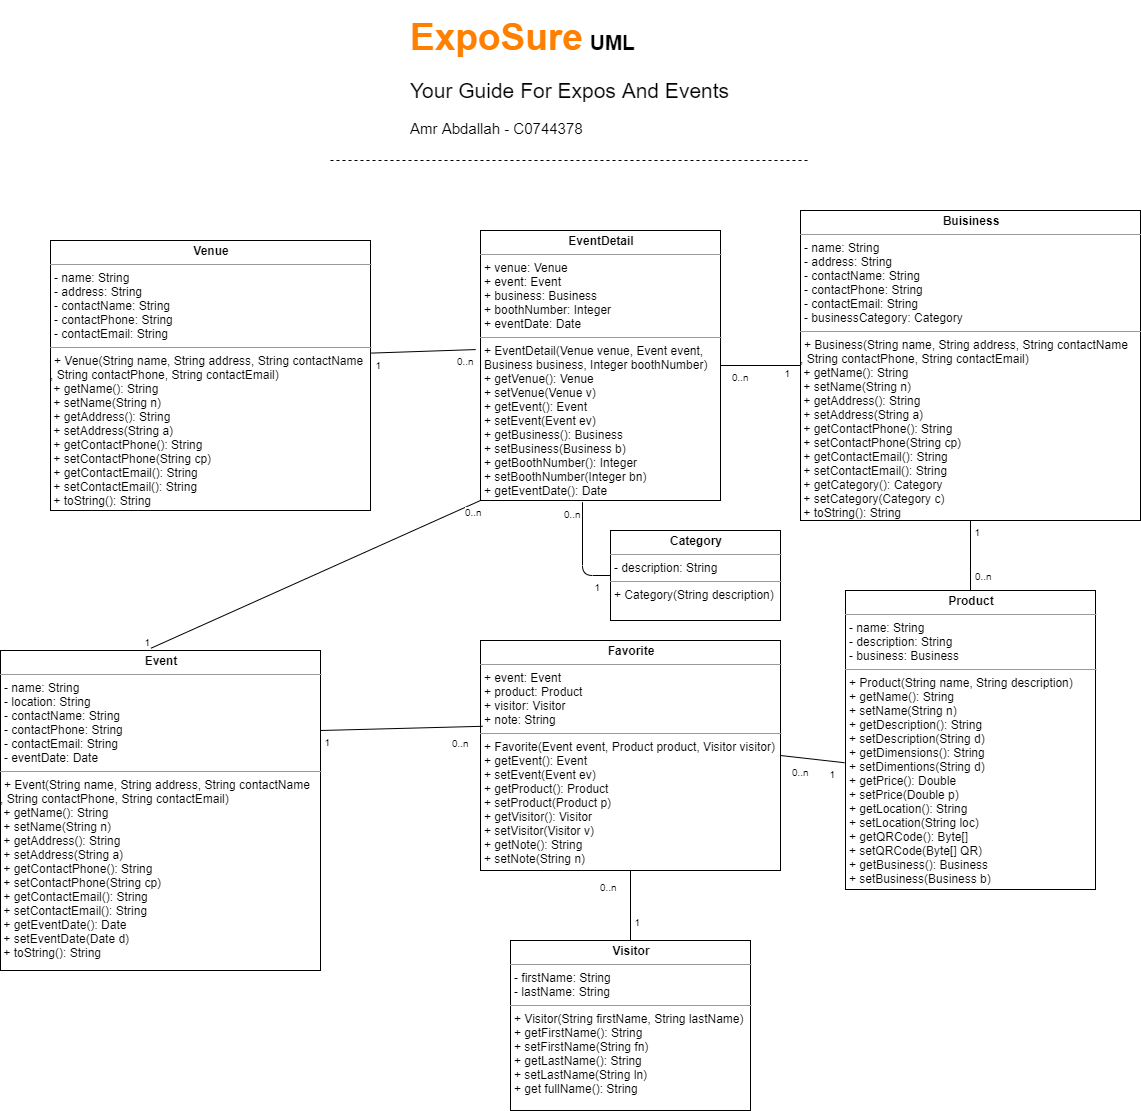 ExpoSure UML
Your Guide For Expos And Events
Amr Abdallah - C0744378
--------------------------------------------------------------------------------
Venue
- name: String
- address: String
- contactName: String
- contactPhone: String
- contactEmail: String
+ Venue(String name, String address, String contactName
, String contactPhone, String contactEmail)
+ getName(): String
+ setName(String n)
+ getAddress(): String
+ setAddress(String a)
+ getContactPhone(): String
+ setContactPhone(String cp)
+ getContactEmail(): String
+ setContactEmail(): String
+ toString(): String
1
0..n
EventDetail
+ venue: Venue
+ event: Event
+ business: Business
+ boothNumber: Integer
+ eventDate: Date
+ EventDetail(Venue venue, Event event,
Business business, Integer boothNumber)
+ getVenue(): Venue
+ setVenue(Venue v)
+ getEvent(): Event
+ setEvent(Event ev)
+ getBusiness(): Business
+ setBusiness(Business b)
+ getBoothNumber(): Integer
+ setBoothNumber(Integer bn)
+ getEventDate(): Date
0..n
1
Buisiness
- name: String
- address: String
- contactName: String
- contactPhone: String
- contactEmail: String
- businessCategory: Category
+ Business(String name, String address, String contactName
, String contactPhone, String contactEmail)
+ getName(): String
+ setName(String n)
+ getAddress(): String
+ setAddress(String a)
+ getContactPhone(): String
+ setContactPhone(String cp)
+ getContactEmail(): String
+ setContactEmail(): String
+ getCategory(): Category
+ setCategory(Category c)
+ toString(): String
0..n
0..n
1
Category
- description: String
+ Category(String description)
1
1
0..n
Event
- name: String
- location: String
- contactName: String
- contactPhone: String
- contactEmail: String
- eventDate: Date
+ Event(String name, String address, String contactName
, String contactPhone, String contactEmail)
+ getName(): String
+ setName(String n)
+ getAddress(): String
+ setAddress(String a)
+ getContactPhone(): String
+ setContactPhone(String cp)
+ getContactEmail(): String
+ setContactEmail(): String
+ getEventDate(): Date
+ setEventDate(Date d)
+ toString(): String
1
0..n
Favorite
+ event: Event
+ product: Product
+ visitor: Visitor
+ note: String
+ Favorite(Event event, Product product, Visitor visitor)
+ getEvent(): Event
+ setEvent(Event ev)
+ getProduct(): Product
+ setProduct(Product p)
+ getVisitor(): Visitor
+ setVisitor(Visitor v)
+ getNote(): String
+ setNote(String n)
0..n
1
Product
- name: String
- description: String
- business: Business
+ Product(String name, String description)
+ getName(): String
+ setName(String n)
+ getDescription(): String
+ setDescription(String d)
+ getDimensions(): String
+ setDimentions(String d)
+ getPrice(): Double
+ setPrice(Double p)
+ getLocation(): String
+ setLocation(String loc)
+ getQRCode(): Byte[]
+ setQRCode(Byte[] QR)
+ getBusiness(): Business
+ setBusiness(Business b)
0..n
1
Visitor
- firstName: String
- lastName: String
+ Visitor(String firstName, String lastName)
+ getFirstName(): String
+ setFirstName(String fn)
+ getLastName(): String
+ setLastName(String ln)
+ get fullName(): String